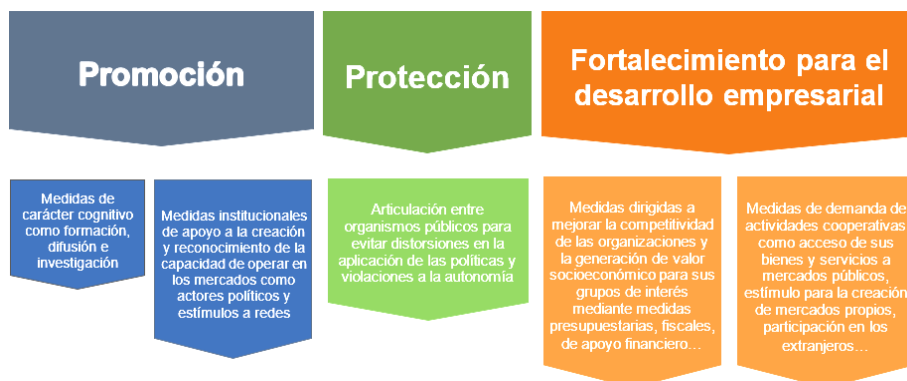 Promoción
Protección
Fortalecimiento para el
desarrollo empresarial
Medidas de
carácter cognitivo
como formación,
difusión e
investigación
Medidas institucionales
de apoyo a la creación
y reconocimiento de la
capacidad de operar en
los mercados como
actores políticos y
estímulos a redes
Articulación entre
organismos públicos para
evitar distorsiones en la
aplicación de las políticas y
violaciones a la autonomía
Medidas dirigidas a
mejorar la competitividad
de las organizaciones y
la generación de valor
socioeconómico para sus
grupos de interés
mediante medidas
presupuestarias, fiscales,
de apoyo financiero…
Medidas de demanda de
actividades cooperativas
como acceso de sus
bienes y servicios a
mercados públicos,
estímulo para la creación
de mercados propios,
participación en los
extranjeros…